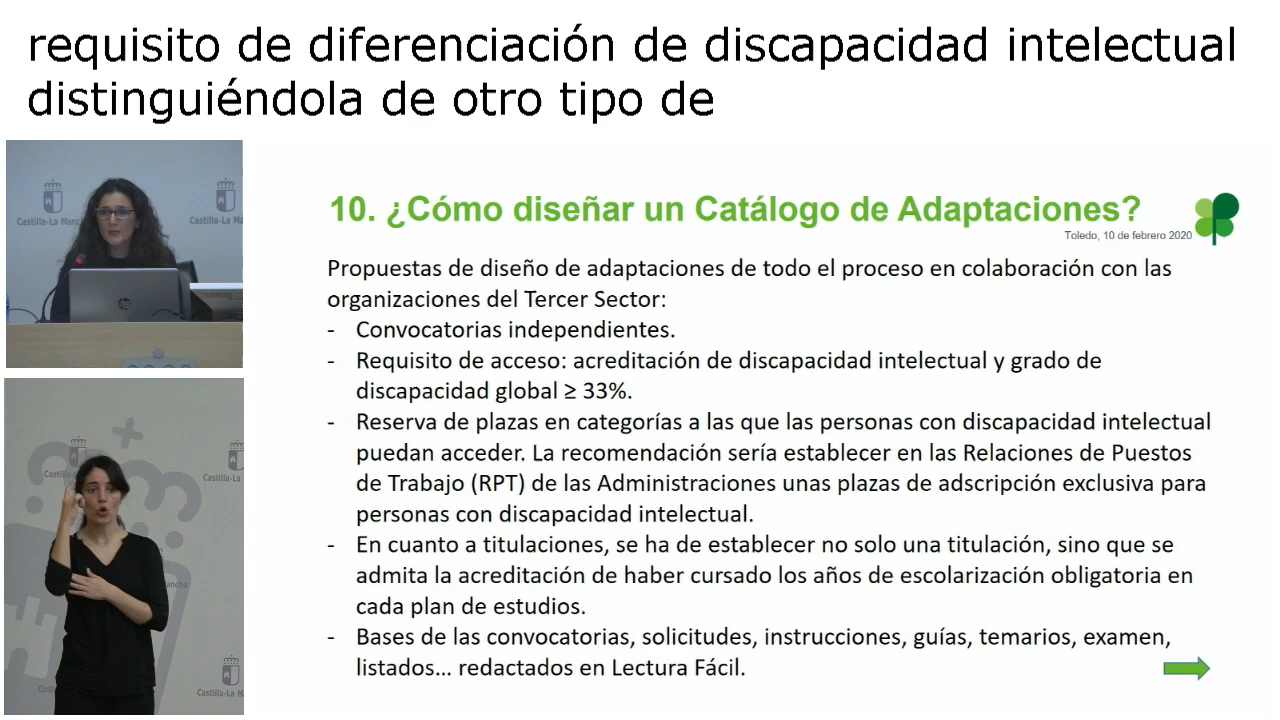 requisito de diferenciación de discapacidad intelectual
distinguiéndola de otro tipo de
Castilla-La Manch
Castilla-La M
10. ¿Cómo diseñar un Catálogo de Adaptaciones?
Toledo, 10 de febrero 2020
Propuestas de diseño de adaptaciones de todo el proceso en colaboración con las
organizaciones del Tercer Sector:
- Convocatorias independientes.
- Requisito de acceso: acreditación de discapacidad intelectual y grado de
discapacidad global ≥ 33%.
- Reserva de plazas en categorías a las que las personas con discapacidad intelectual
puedan acceder. La recomendación sería establecer en las Relaciones de Puestos
de Trabajo (RPT) de las Administraciones unas plazas de adscripción exclusiva para
personas con discapacidad intelectual.
- En cuanto a titulaciones, se ha de establecer no solo una titulación, sino que se
admita la acreditación de haber cursado los años de escolarización obligatoria en
cada plan de estudios.
- Bases de las convocatorias, solicitudes, instrucciones, guías, temarios, examen,
listados... redactados en Lectura Fácil.
Castilla-La
Castilla-La M